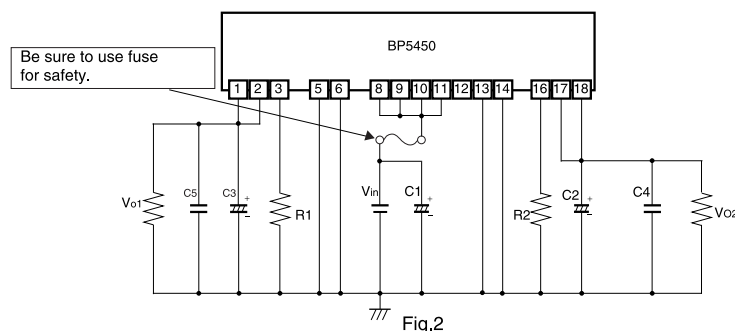 BP5450
Be sure to use fuse
for safety.
1 2 3 5 6 8 9 10 11 12 13 14 16 17 18
Vo1 C5 C3 + − R1 Vin C1 + − R2 C2 + − C4 VO2
Fig,2